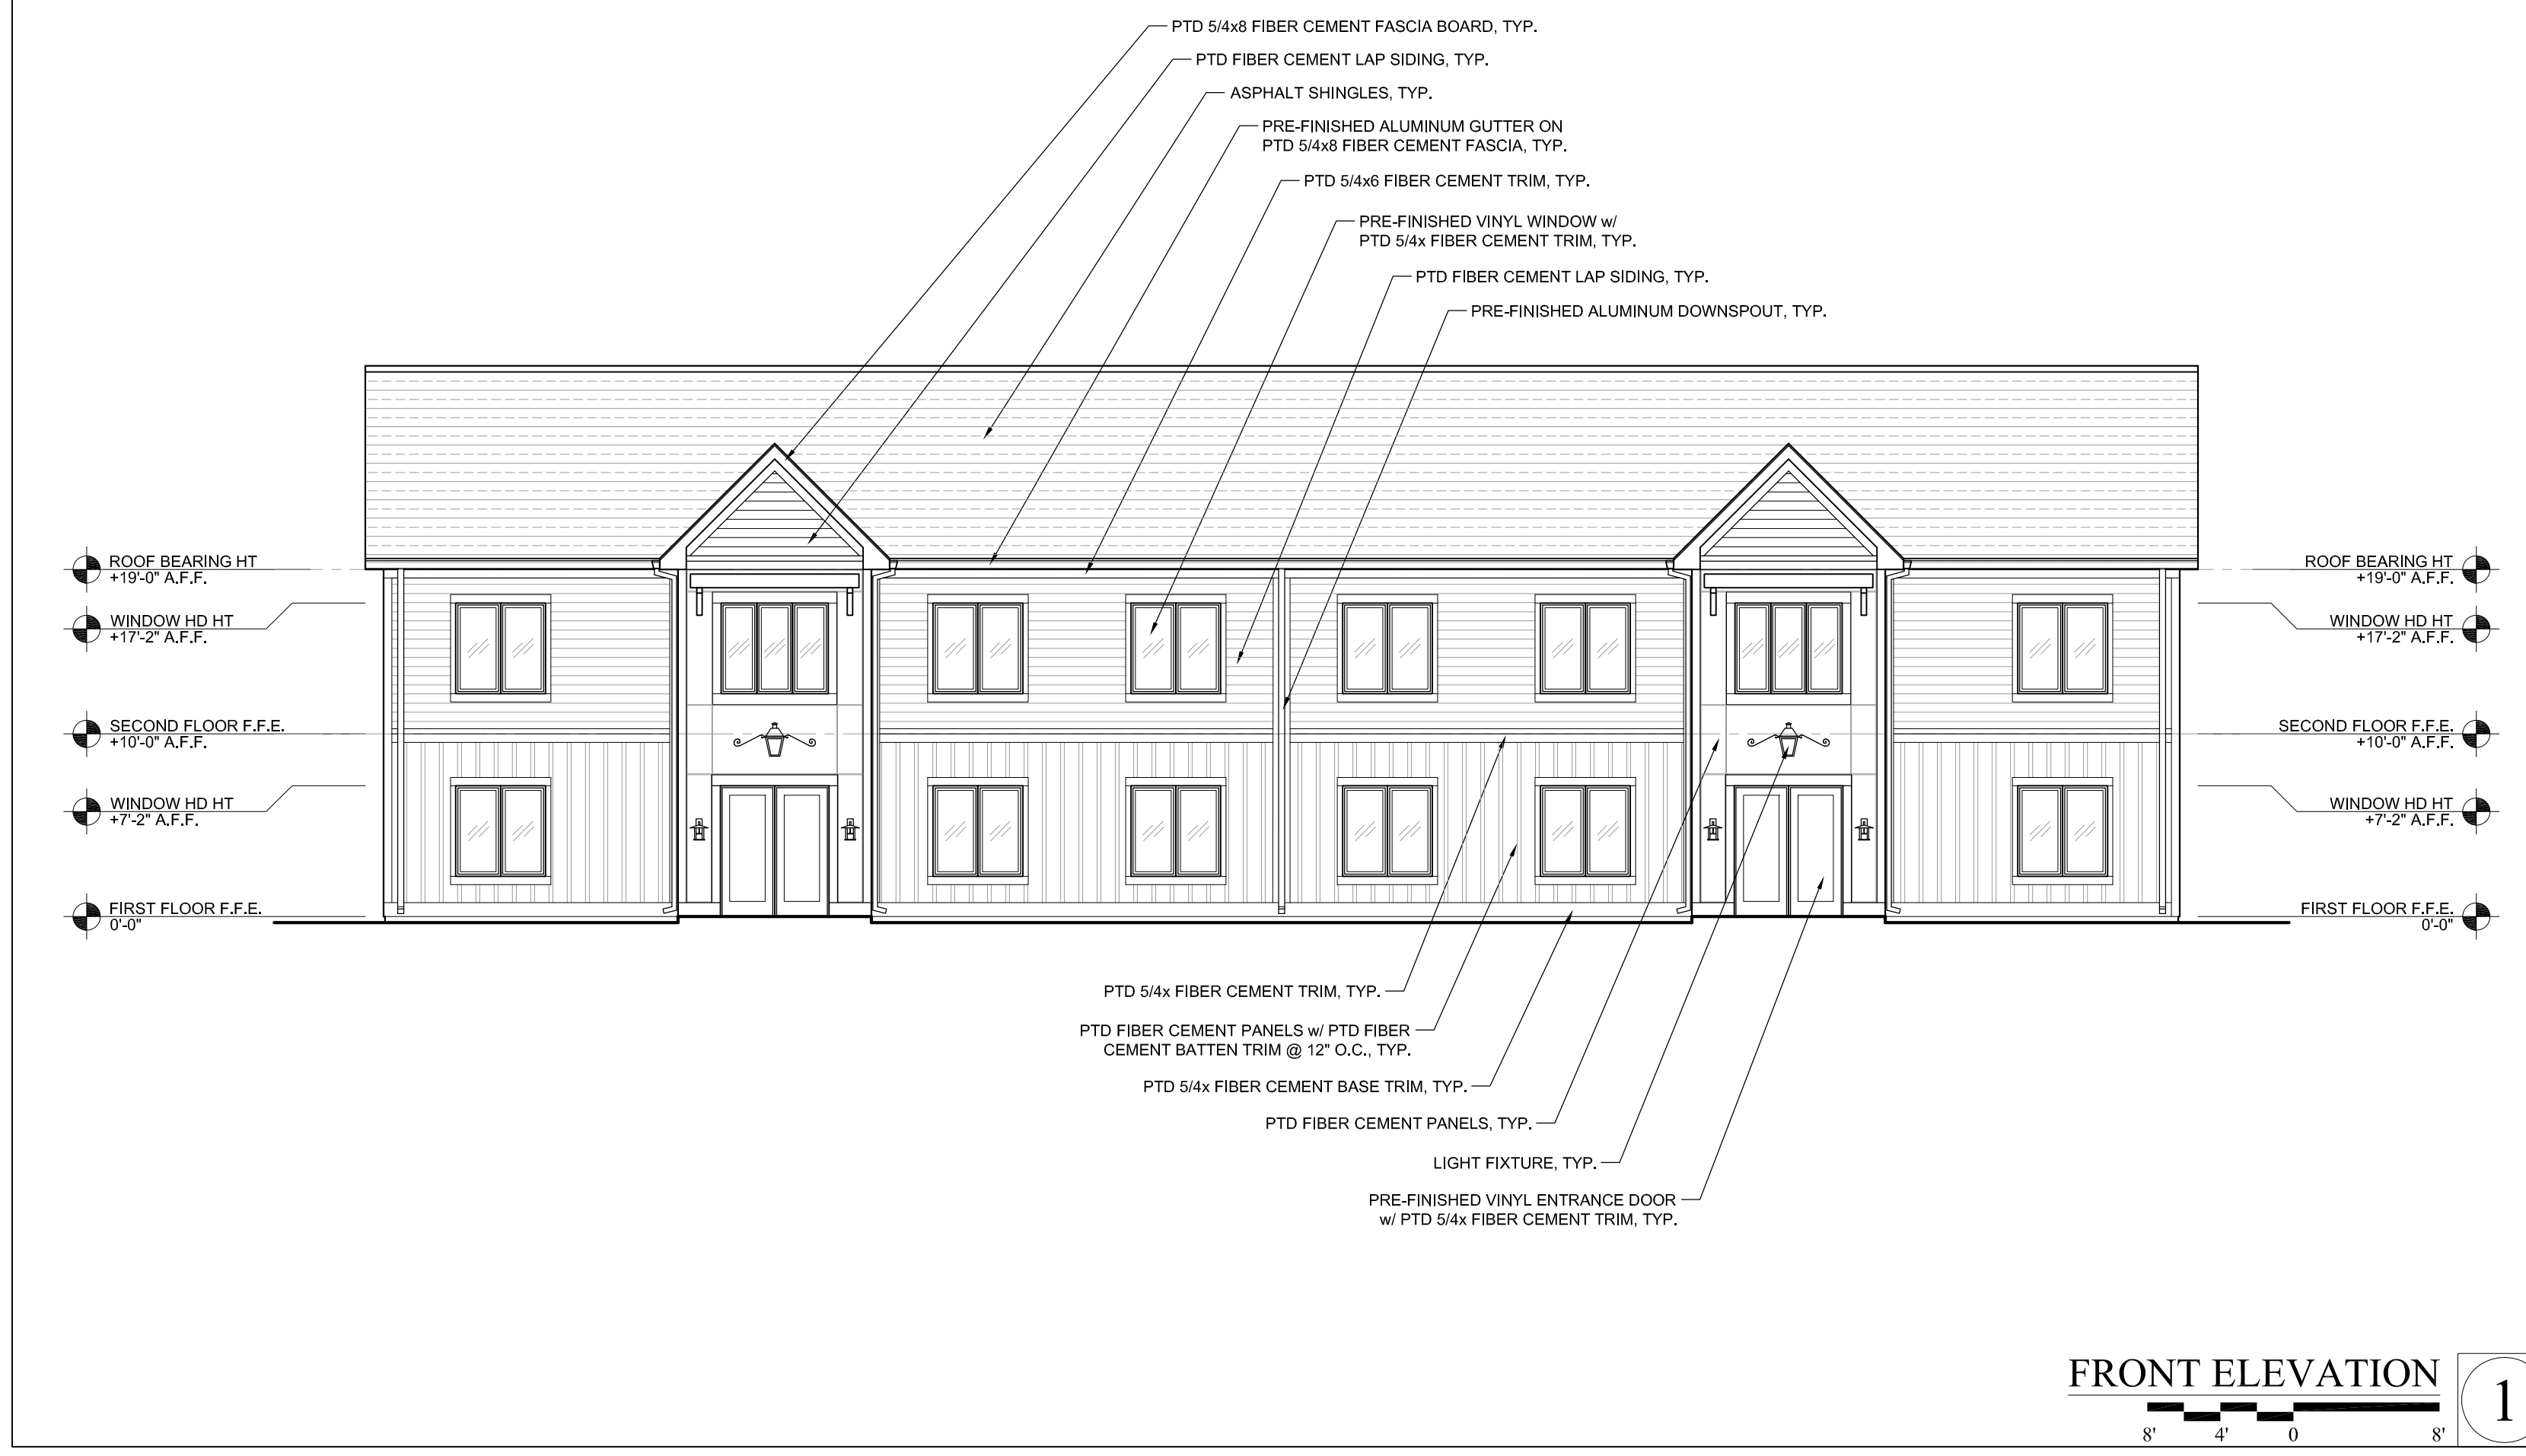 PTD 5/4x8 FIBER CEMENT FASCIA BOARD, TYP.
PTD FIBER CEMENT LAP SIDING, TYP.
ASPHALT SHINGLES, TYP.
PRE-FINISHED ALUMINUM GUTTER ON
PTD 5/4x8 FIBER CEMENT FASCIA, TYP.
PTD 5/4x6 FIBER CEMENT TRIM, TYP.
PRE-FINISHED VINYL WINDOW w/
PTD 5/4x FIBER CEMENT TRIM, TYP.
PTD FIBER CEMENT LAP SIDING, TYP.
PRE-FINISHED ALUMINUM DOWNSPOUT, TYP.
ROOF BEARING HT
+19'-0" A.F.F.
WINDOW HD HT
+17'-2" A.F.F.
SECOND FLOOR F.F.E.
+10'-0" A.F.F.
WINDOW HD HT
+7'-2" A.F.F.
FIRST FLOOR F.F.E.
0'-0"
ROOF BEARING HT
+19'-0" A.F.F.
WINDOW HD HT
+17'-2" A.F.F.
SECOND FLOOR F.F.E.
+10'-0" A.F.F.
WINDOW HD HT
+7'-2" A.F.F.
FIRST FLOOR F.F.E.
0'-0"
PTD 5/4x FIBER CEMENT TRIM, TYP.
PTD FIBER CEMENT PANELS w/ PTD FIBER
CEMENT BATTEN TRIM @ 12" O.C., TYP.
PTD 5/4x FIBER CEMENT BASE TRIM, TYP.
PTD FIBER CEMENT PANELS, TYP.
LIGHT FIXTURE, TYP.
PRE-FINISHED VINYL ENTRANCE DOOR
w/ PTD 5/4x FIBER CEMENT TRIM, TYP.
FRONT ELEVATION
1
8' 4' 0 8'